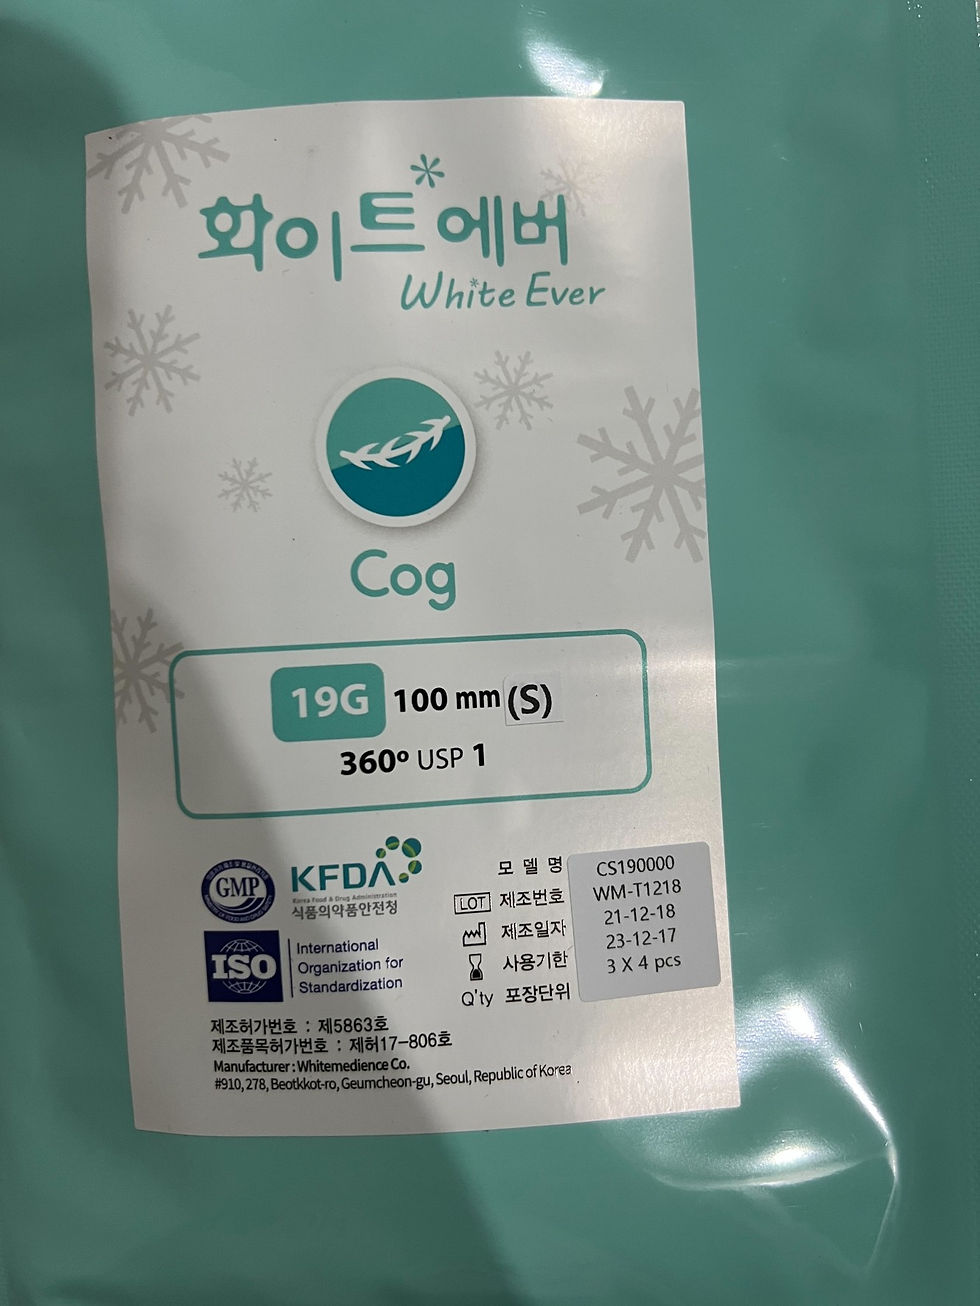 화이트*에버
White Ever
Cog
19G 100 mm (S)
360º USP 1
GMP
KFDA
Korea Food & Drug Administration
식품의약품안전청
ISO
International
Organization for
Standardization
모 델 명 CS190000
LOT 제조번호 WM-T1218
제조일자 21-12-18
사용기한 23-12-17
Q'ty 포장단위 3 X 4 pcs
제조허가번호 : 제5863호
제조품목허가번호 : 제허17-806호
Manufacturer : Whitemedience Co.
#910, 278, Beotkkot-ro, Geumcheon-gu, Seoul, Republic of Korea